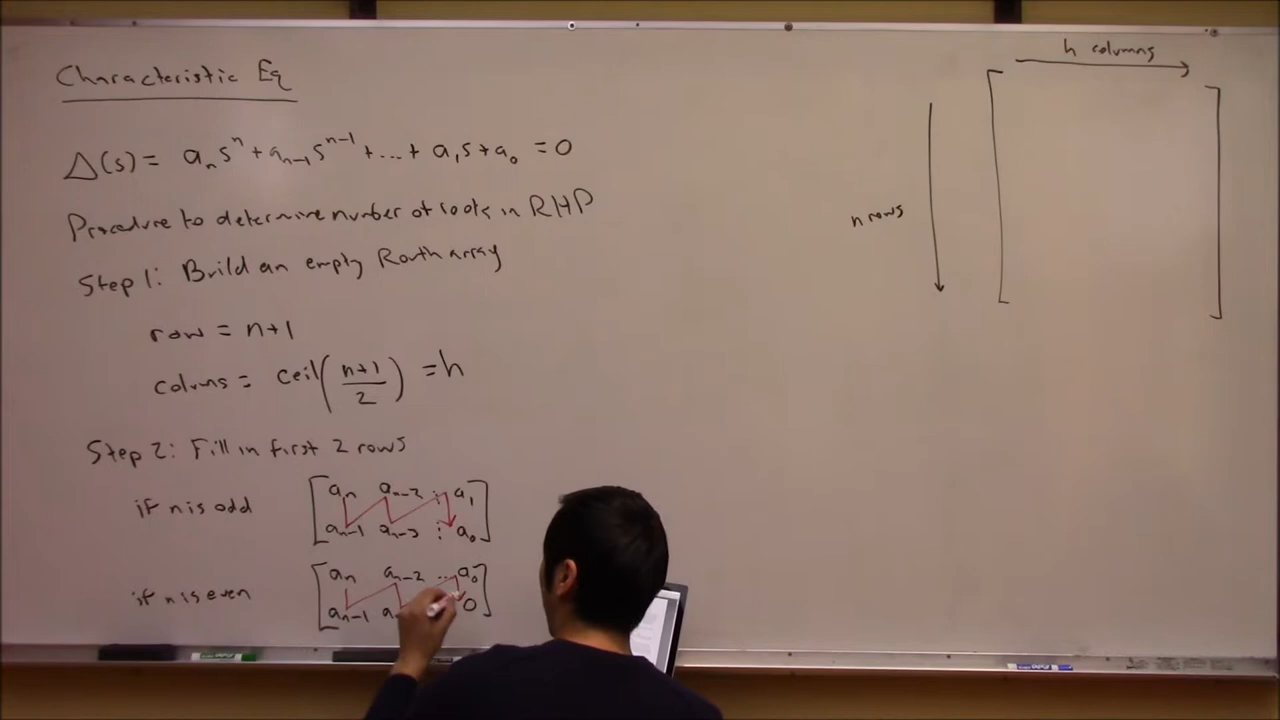 Characteristic Eq
Δ(s) = aₙsⁿ + aₙ₋₁sⁿ⁻¹ + ... + a₁s + a₀ = 0
Procedure to determine number of roots in RHP
Step 1: Build an empty Routh array
row = n+1
colums = ceil(n+1/2) = h
Step 2: Fill in first 2 rows
if n is odd
aₙ aₙ₋₂ ... a₁
aₙ₋₁ aₙ₋₃ ... a₀
if n is even
aₙ aₙ₋₂ ... a₀
aₙ₋₁ 0
h columns
n rows